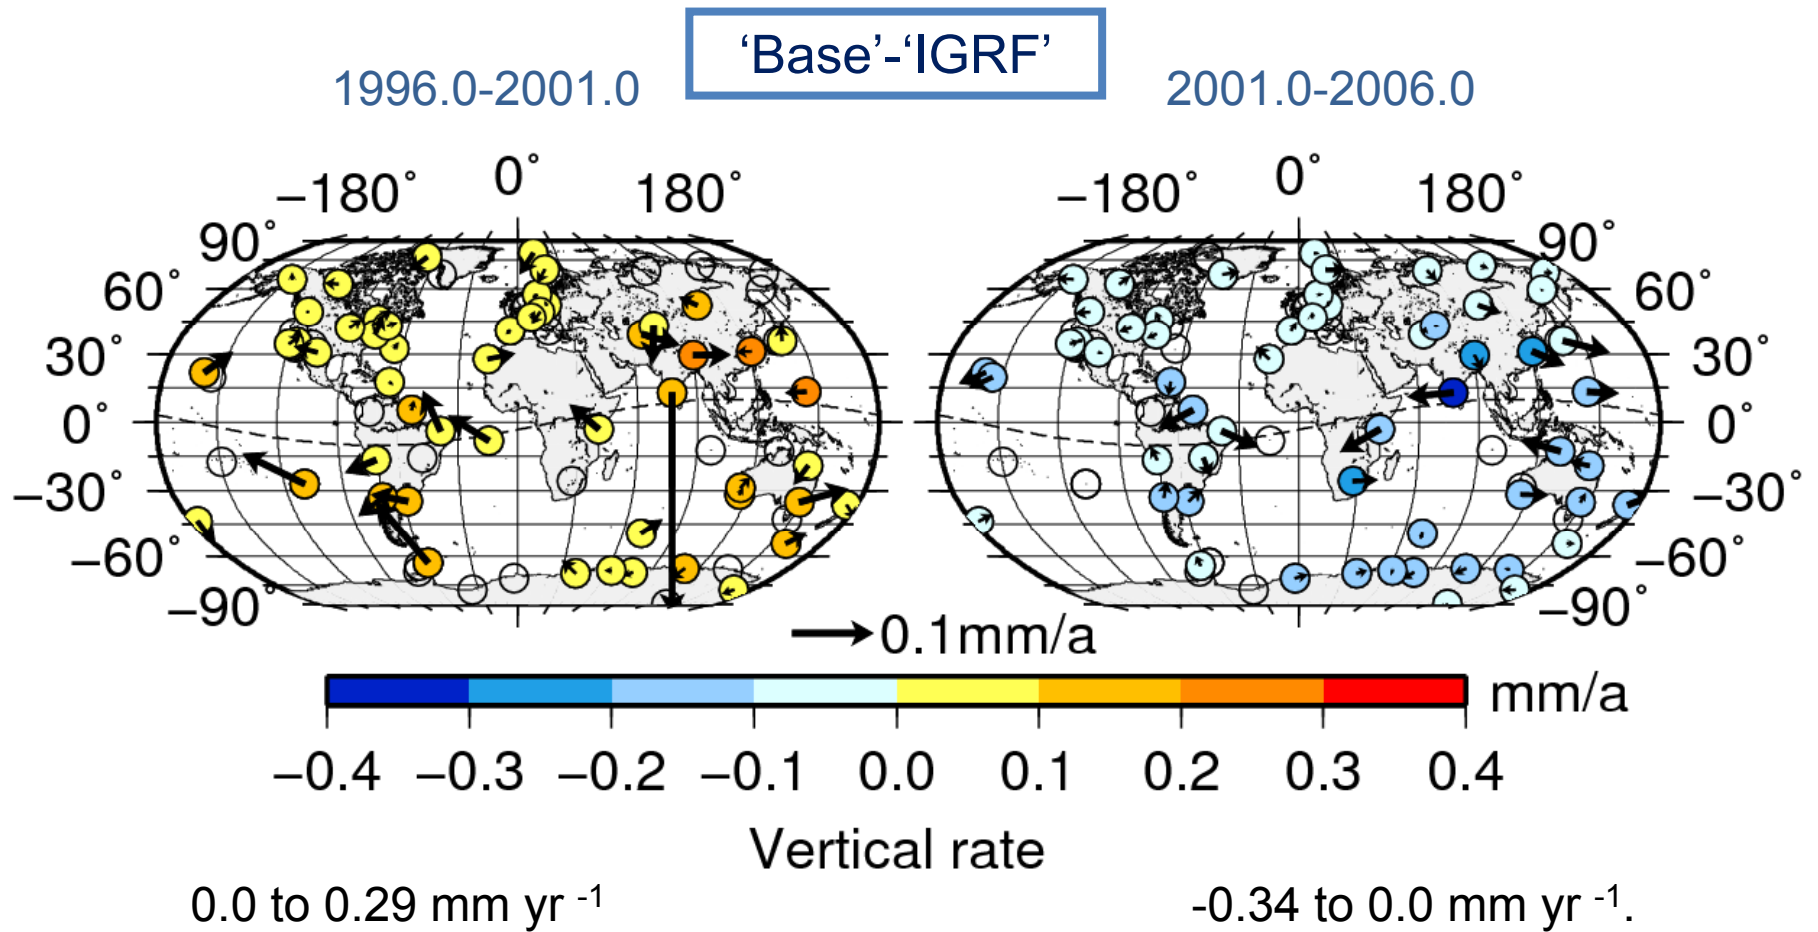 ‘Base’-‘IGRF’
1996.0-2001.0
2001.0-2006.0
−180° 0° 180°
−180° 0° 180°
90°
60°
30°
0°
−30°
−60°
−90°
90°
60°
30°
0°
−30°
−60°
−90°
0.1mm/a
mm/a
−0.4 −0.3 −0.2 −0.1 0.0 0.1 0.2 0.3 0.4
Vertical rate
0.0 to 0.29 mm yr -1
-0.34 to 0.0 mm yr -1.